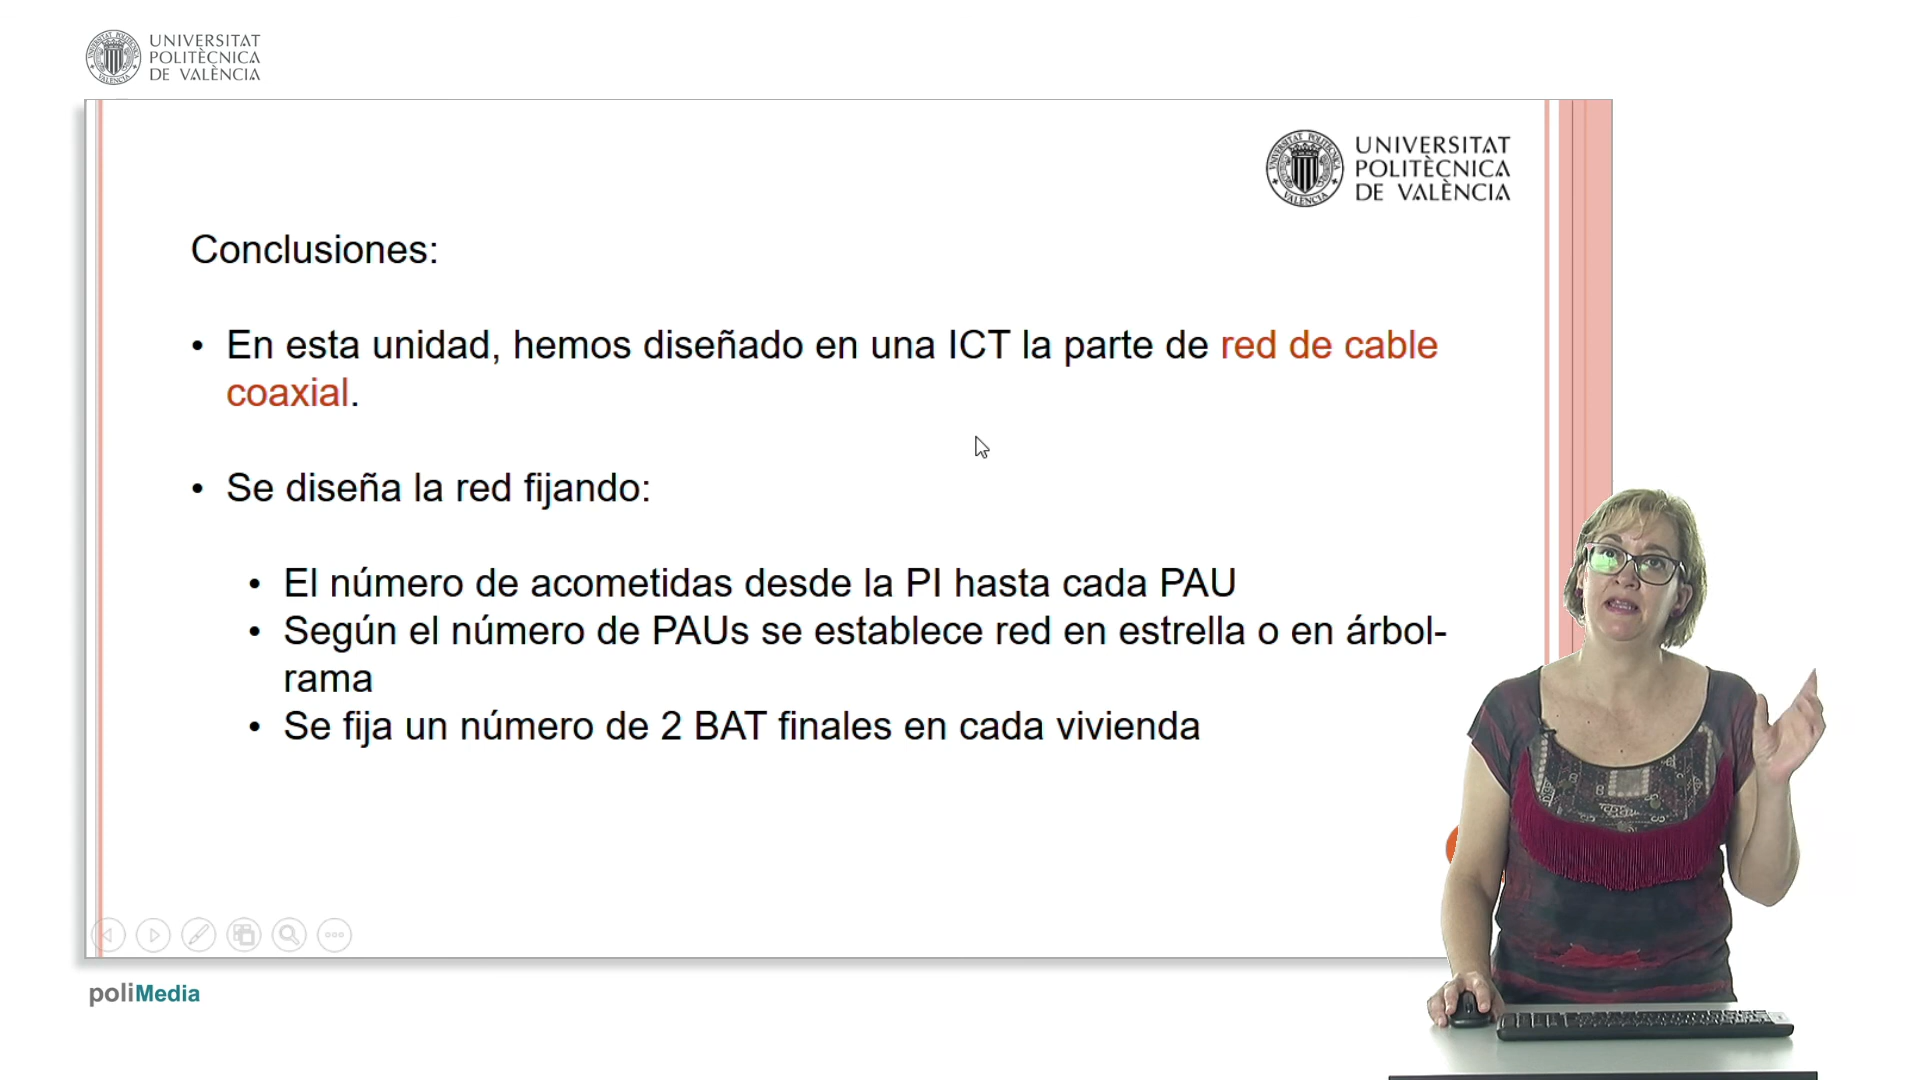 UNIVERSITAT
POLITÈCNICA
DE VALÈNCIA
UNIVERSITAT
POLITÈCNICA
DE VALÈNCIA
Conclusiones:
• En esta unidad, hemos diseñado en una ICT la parte de red de cable
coaxial.
• Se diseña la red fijando:
• El número de acometidas desde la PI hasta cada PAU
• Según el número de PAUs se establece red en estrella o en árbol-
rama
• Se fija un número de 2 BAT finales en cada vivienda
poliMedia